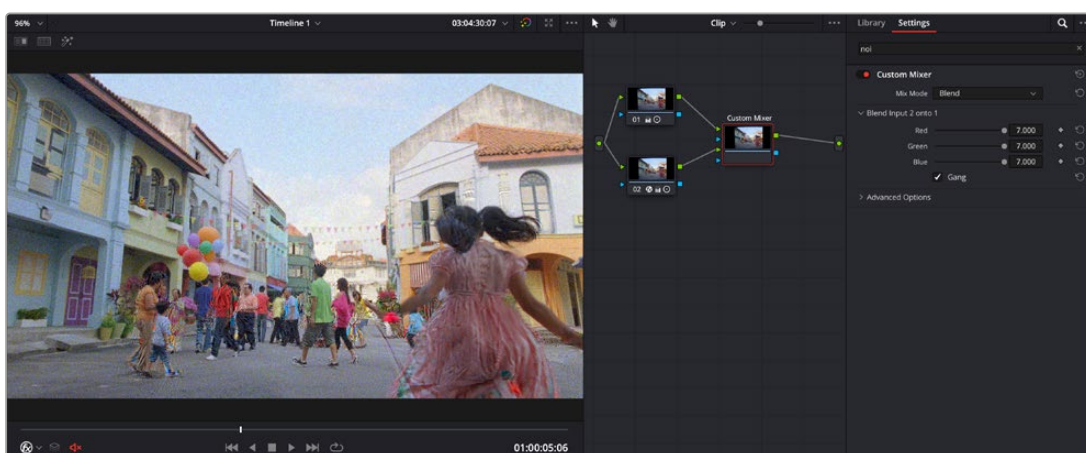 96%
Timeline 1
03:04:30:07
Clip
Library
Settings
noi
Custom Mixer
Mix Mode
Blend
Blend Input 2 onto 1
Red
7.000
Green
7.000
Blue
7.000
Gang
Advanced Options
01
Custom Mixer
02
01:00:05:06